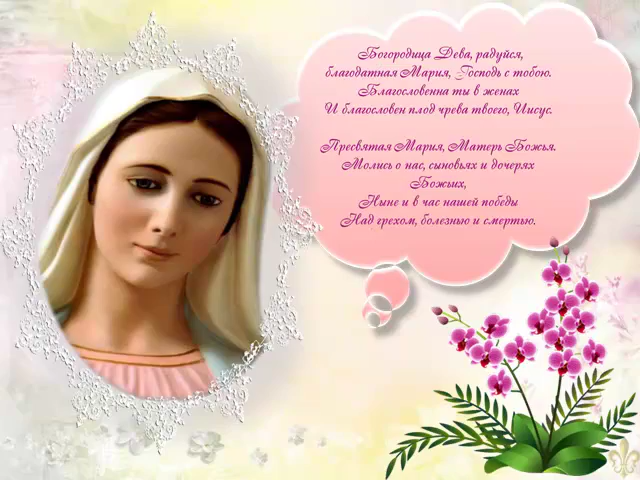 Богородица Дева, радуйся,
благодатная Мария, Господь с тобою.
Благословенна ты в женах
И благословен плод чрева твоего, Иисус.
Пресвятая Мария, Матерь Божья.
Молись о нас, сыновьях и дочерях
Божьих,
Ныне и в час нашей победы
Над грехом, болезнью и смертью.